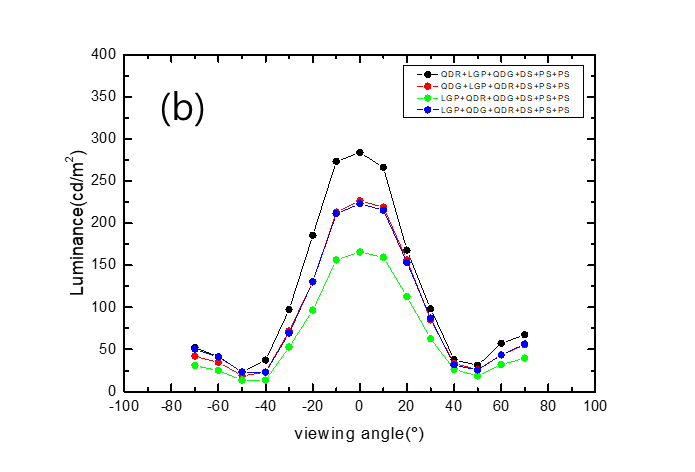 400
350
300
250
200
150
100
50
0
Luminance(cd/m²)
(b)
QDR+LGP+QDG+DS+PS+PS
QDG+LGP+QDR+DS+PS+PS
LGP+QDR+QDG+DS+PS+PS
LGP+QDG+QDR+DS+PS+PS
-100 -80 -60 -40 -20 0 20 40 60 80 100
viewing angle(°)